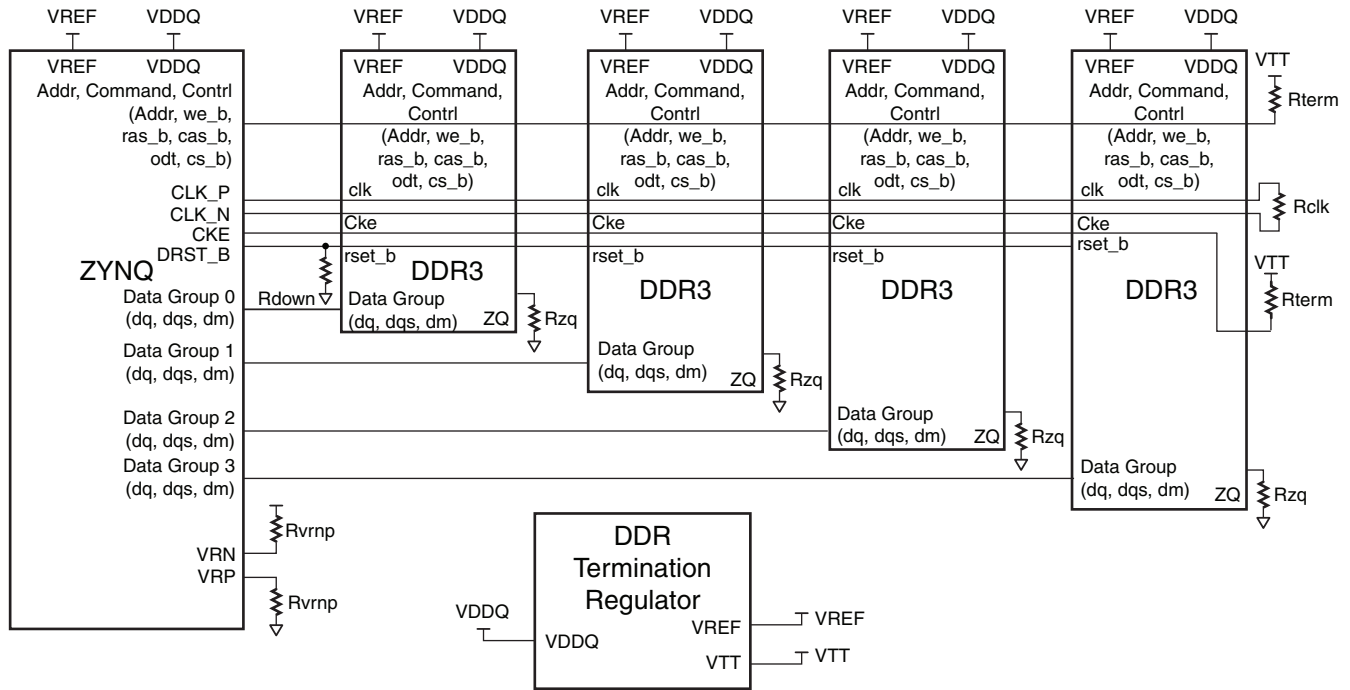 VREF VDDQ VREF VDDQ VREF VDDQ VREF VDDQ VREF VDDQ
VREF VDDQ
Addr, Command, Contrl
(Addr, we_b,
ras_b, cas_b,
odt, cs_b)
CLK_P
CLK_N
CKE
DRST_B
ZYNQ
Data Group 0
(dq, dqs, dm)
Data Group 1
(dq, dqs, dm)
Data Group 2
(dq, dqs, dm)
Data Group 3
(dq, dqs, dm)
VRN
VRP
Rvrnp
Rvrnp
Rdown
VREF VDDQ
Addr, Command,
Contrl
(Addr, we_b,
ras_b, cas_b,
odt, cs_b)
clk
Cke
rset_b
DDR3
Data Group
(dq, dqs, dm)
ZQ
Rzq
VREF VDDQ
Addr, Command,
Contrl
(Addr, we_b,
ras_b, cas_b,
odt, cs_b)
clk
Cke
rset_b
DDR3
Data Group
(dq, dqs, dm)
ZQ
Rzq
VREF VDDQ
Addr, Command,
Contrl
(Addr, we_b,
ras_b, cas_b,
odt, cs_b)
clk
Cke
rset_b
DDR3
Data Group
(dq, dqs, dm)
ZQ
Rzq
VREF VDDQ
Addr, Command,
Contrl
(Addr, we_b,
ras_b, cas_b,
odt, cs_b)
clk
Cke
rset_b
DDR3
Data Group
(dq, dqs, dm)
ZQ
Rzq
VTT
Rterm
Rclk
VTT
Rterm
DDR
Termination
Regulator
VDDQ
VDDQ
VREF
VREF
VTT
VTT